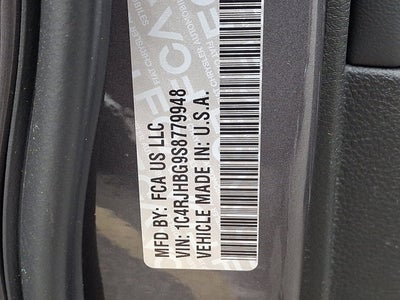 MFD BY: FCA US LLC
VIN: 1C4RJHBG9S8779948
VEHICLE MADE IN: U.S.A.